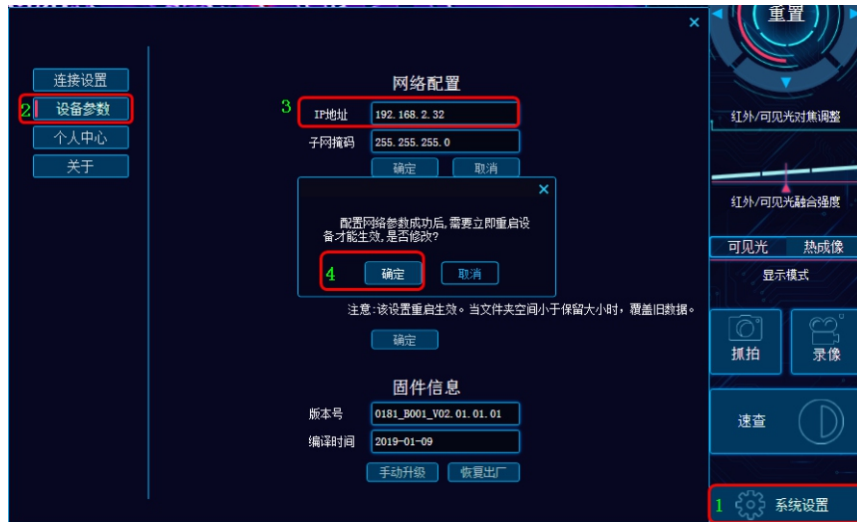 重置
连接设置
网络配置
2 设备参数
3 IP地址 192.168.2.32
红外/可见光对焦调整
个人中心
子网掩码 255.255.255.0
关于
确定 取消
配置网络参数成功后,需要立即重启设
备才能生效,是否修改?
红外/可见光融合强度
可见光 热成像
4 确定 取消
显示模式
注意:该设置重启生效。当文件夹空间小于保留大小时，覆盖旧数据。
确定
抓拍 录像
固件信息
版本号 0181_B001_V02.01.01.01
速查
编译时间 2019-01-09
手动升级 恢复出厂
1 系统设置